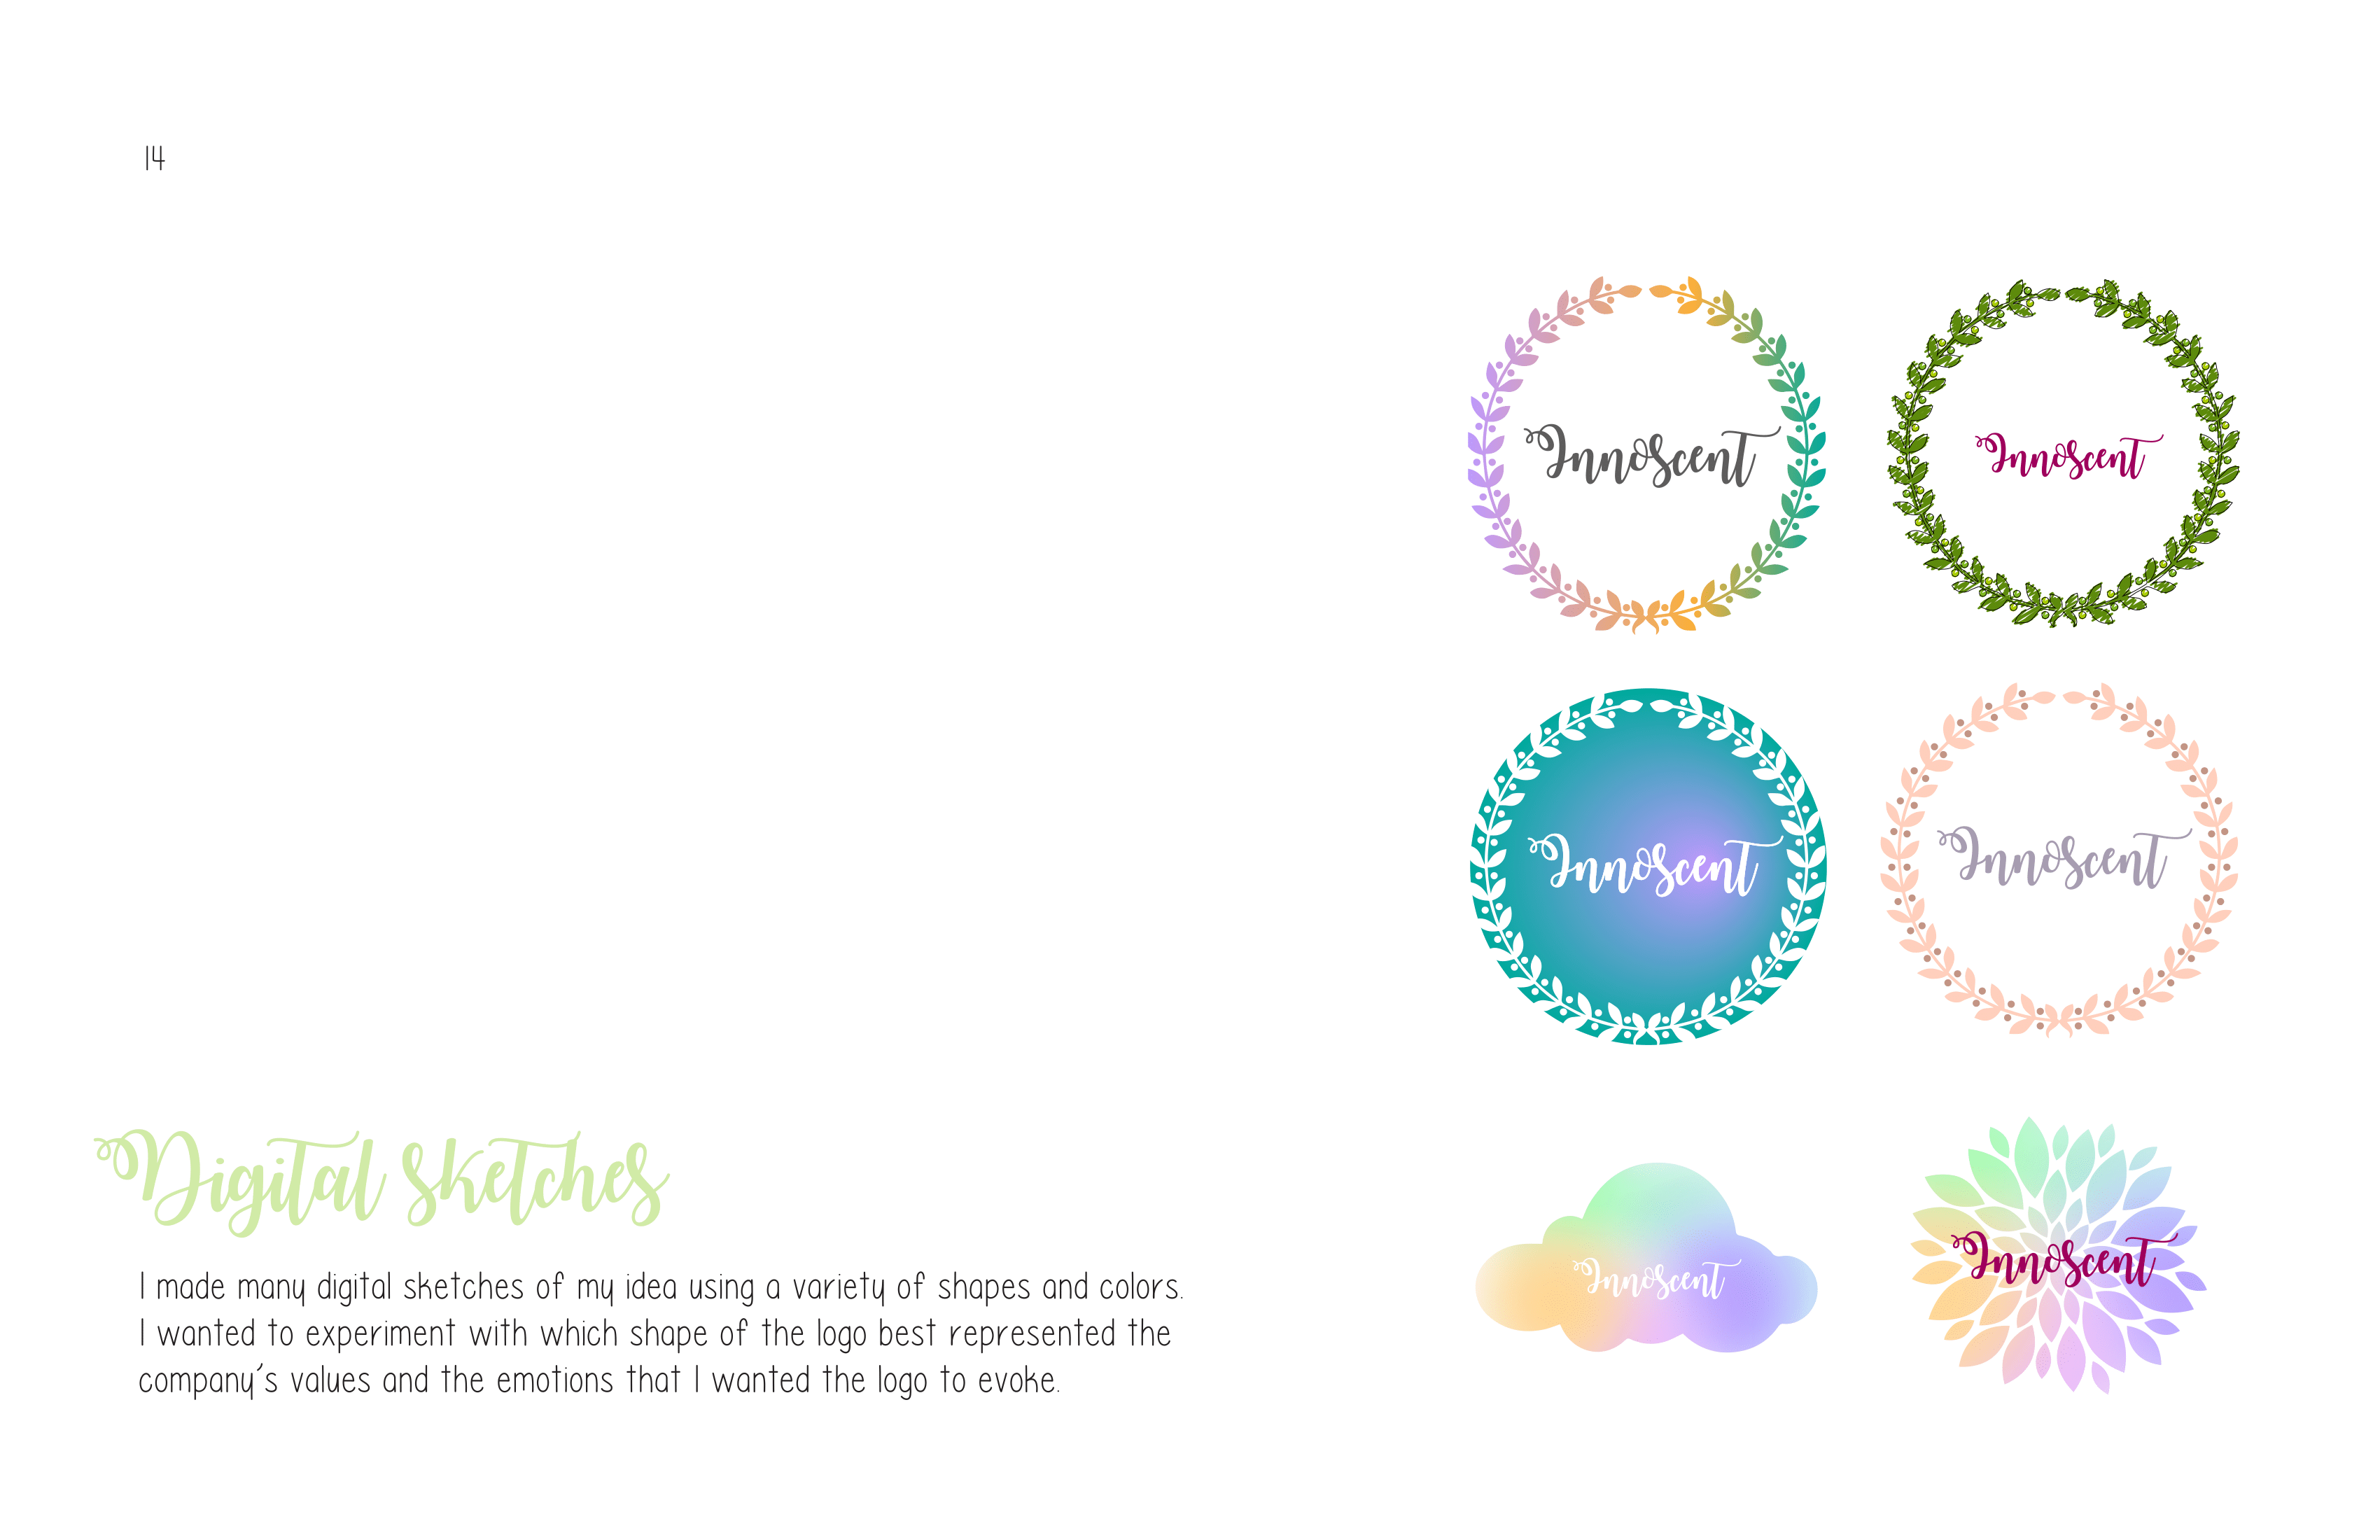 14
Innoscent
Innoscent
Innoscent
Innoscent
Innoscent
Innoscent
Digital Sketches
I made many digital sketches of my idea using a variety of shapes and colors.
I wanted to experiment with which shape of the logo best represented the
company's values and the emotions that I wanted the logo to evoke.